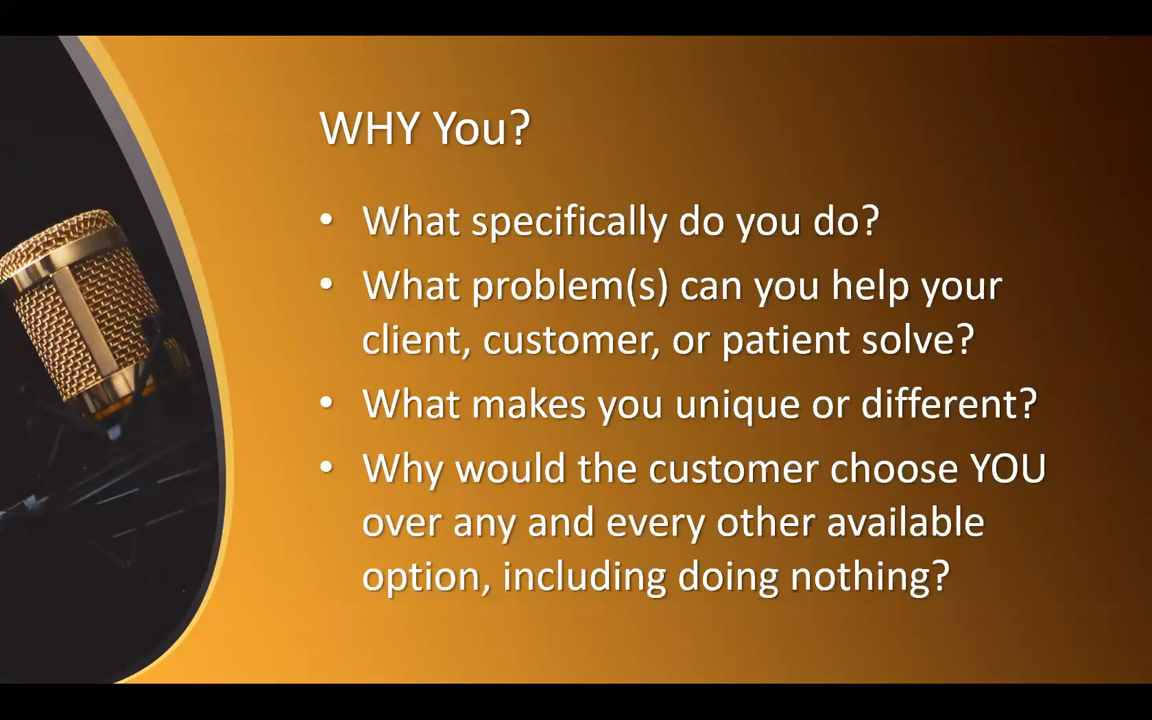 WHY You?
• What specifically do you do?
• What problem(s) can you help your
client, customer, or patient solve?
• What makes you unique or different?
• Why would the customer choose YOU
over any and every other available
option, including doing nothing?